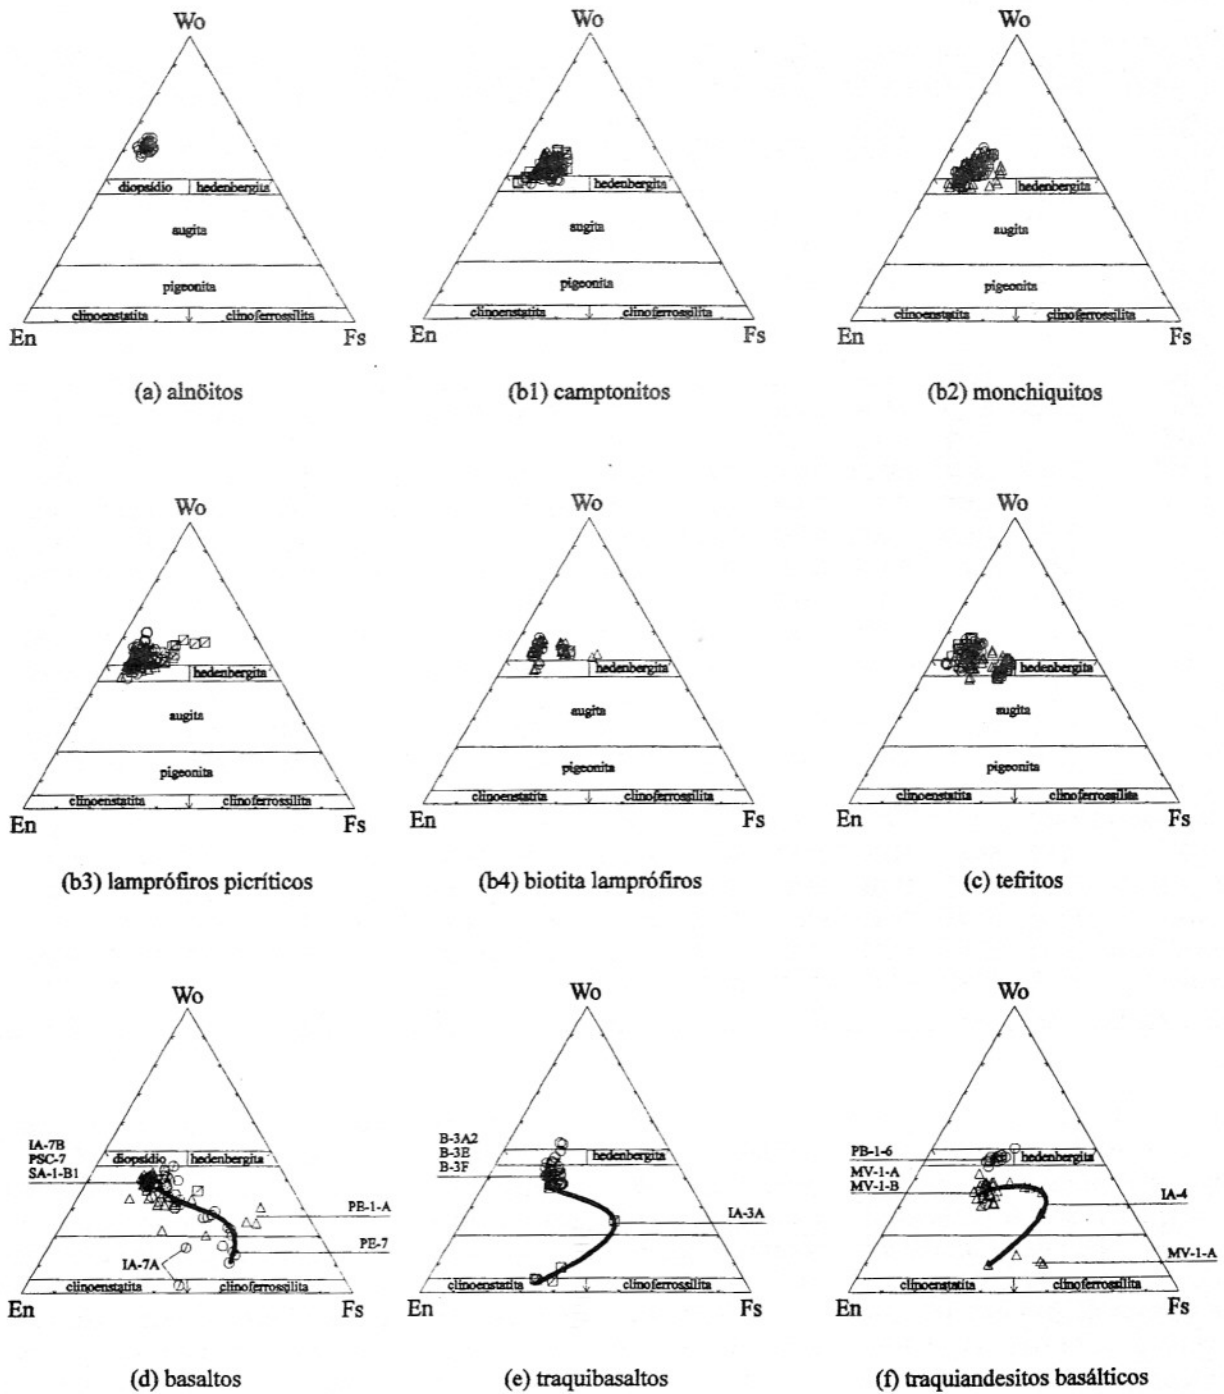 Wo
diopsídio hedenbergita
augita
pigeonita
clinoenstatita clinoferrossilita
En Fs
(a) alnöitos
Wo
hedenbergita
augita
pigeonita
clinoenstatita clinoferrossilita
En Fs
(b1) camptonitos
Wo
hedenbergita
augita
pigeonita
clinoenstatita clinoferrossilita
En Fs
(b2) monchiquitos
Wo
hedenbergita
augita
pigeonita
clinoenstatita clinoferrossilita
En Fs
(b3) lamprófiros picríticos
Wo
hedenbergita
augita
pigeonita
clinoenstatita clinoferrossilita
En Fs
(b4) biotita lamprófiros
Wo
hedenbergita
augita
pigeonita
clinoenstatita clinoferrossilita
En Fs
(c) tefritos
Wo
IA-7B
PSC-7
SA-1-B1
diopsídio hedenbergita
PB-1-A
PE-7
IA-7A
clinoenstatita clinoferrossilita
En Fs
(d) basaltos
Wo
B-3A2
B-3E
B-3F
hedenbergita
IA-3A
clinoenstatita clinoferrossilita
En Fs
(e) traquibasaltos
Wo
PB-1-6
MV-1-A
MV-1-B
hedenbergita
IA-4
MV-1-A
clinoenstatita clinoferrossilita
En Fs
(f) traquiandesitos basálticos